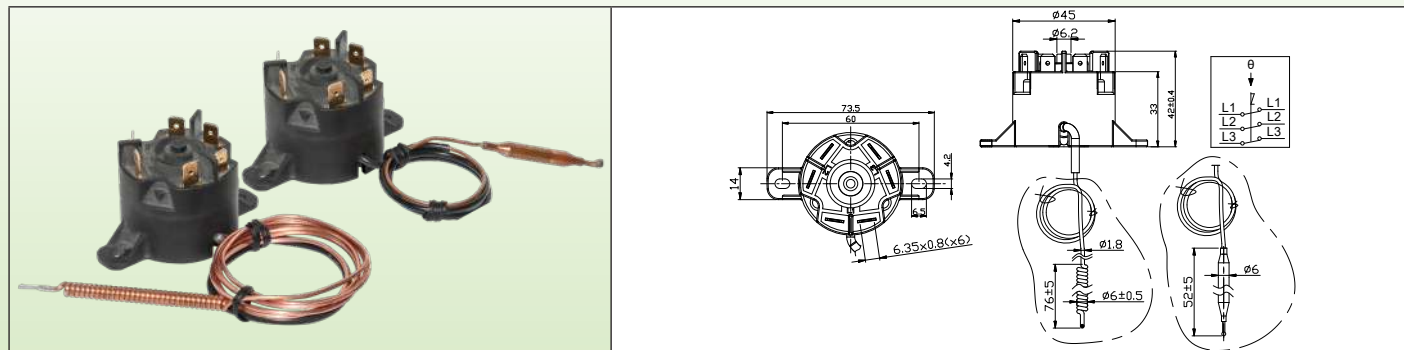 73.5
60
14
4.2
6.5
6.35x0.8(x6)
Ø45
Ø6.2
33
42±0.4
θ
L1 L1
L2 L2
L3 L3
Ø1.8
76±5
Ø6±0.5
52±5
Ø6